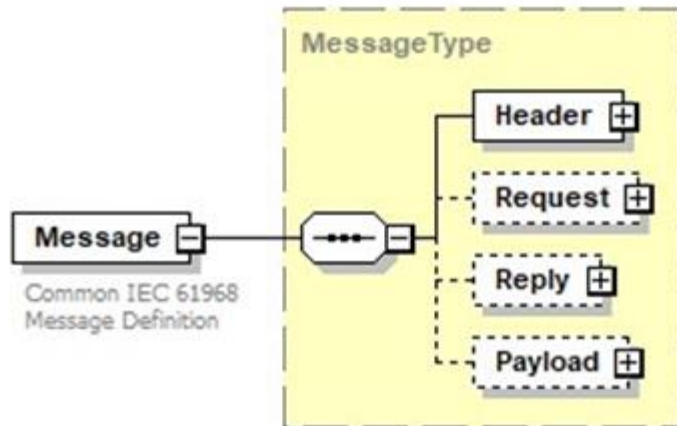 MessageType
Header
Request
Message
Common IEC 61968
Message Definition
Reply
Payload